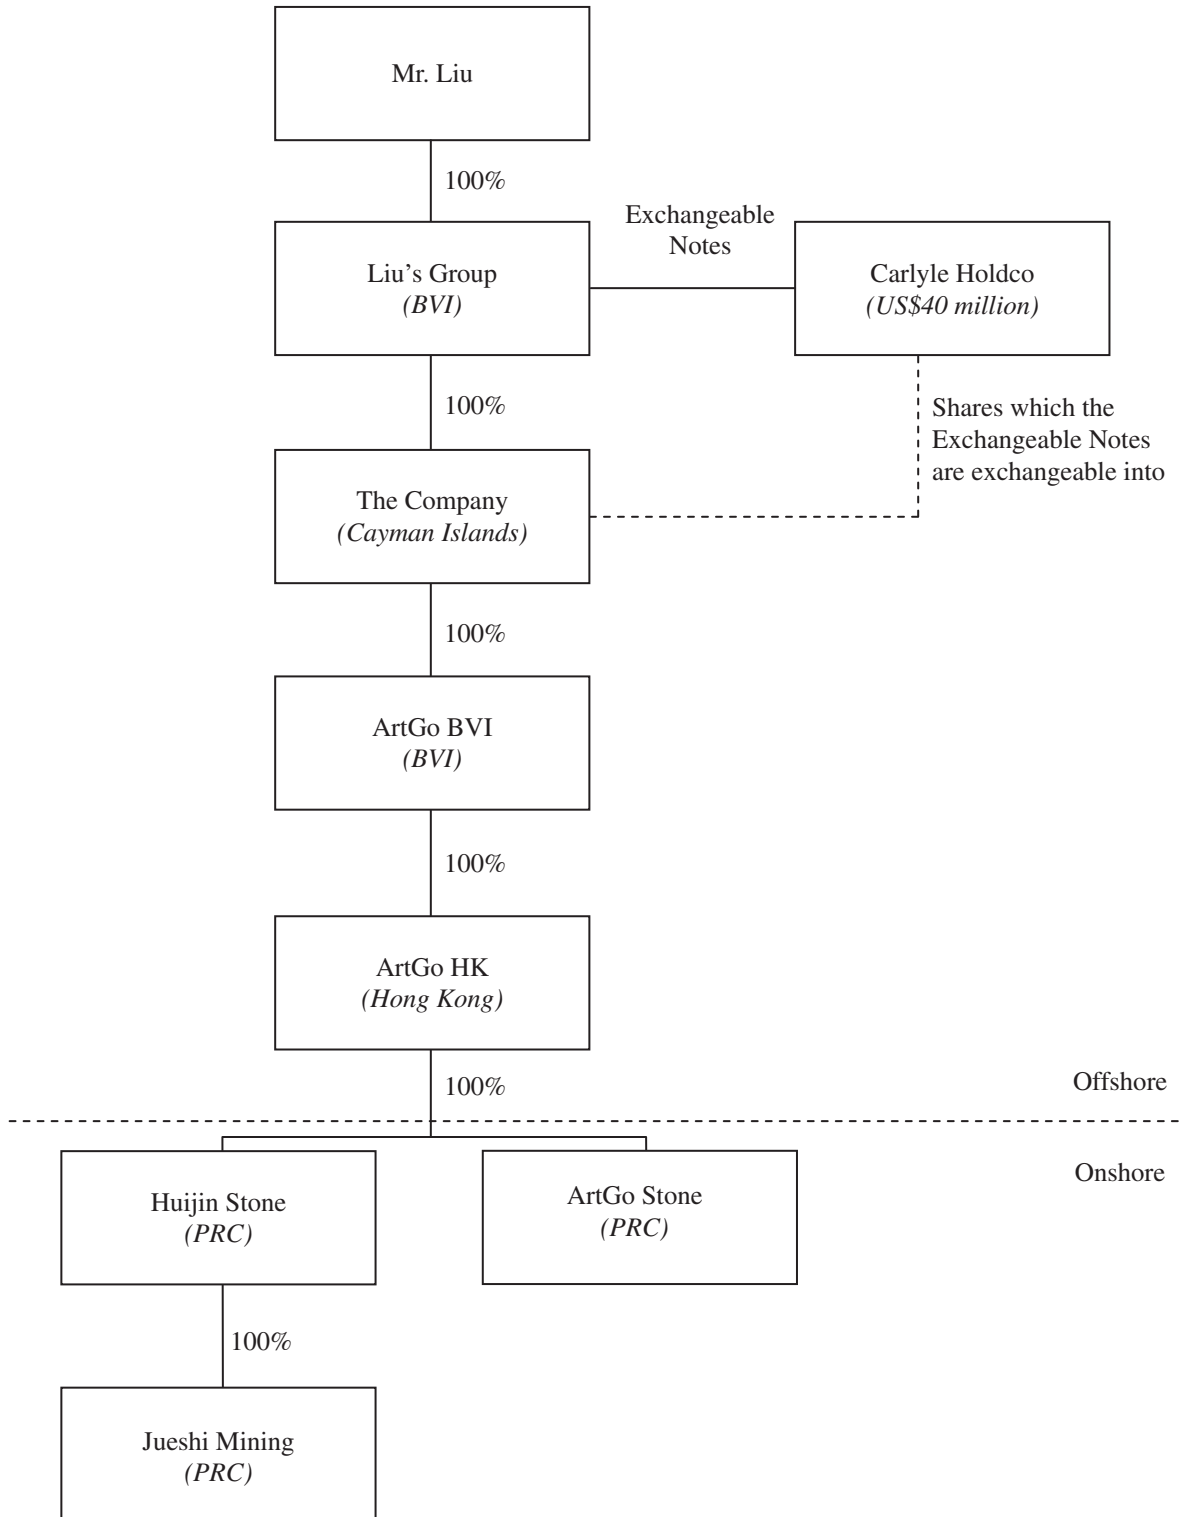 Mr. Liu
100%
Exchangeable
Notes
Liu's Group
(BVI)
Carlyle Holdco
(US$40 million)
100%
Shares which the
Exchangeable Notes
are exchangeable into
The Company
(Cayman Islands)
100%
ArtGo BVI
(BVI)
100%
ArtGo HK
(Hong Kong)
100%
Offshore
Onshore
Huijin Stone
(PRC)
ArtGo Stone
(PRC)
100%
Jueshi Mining
(PRC)